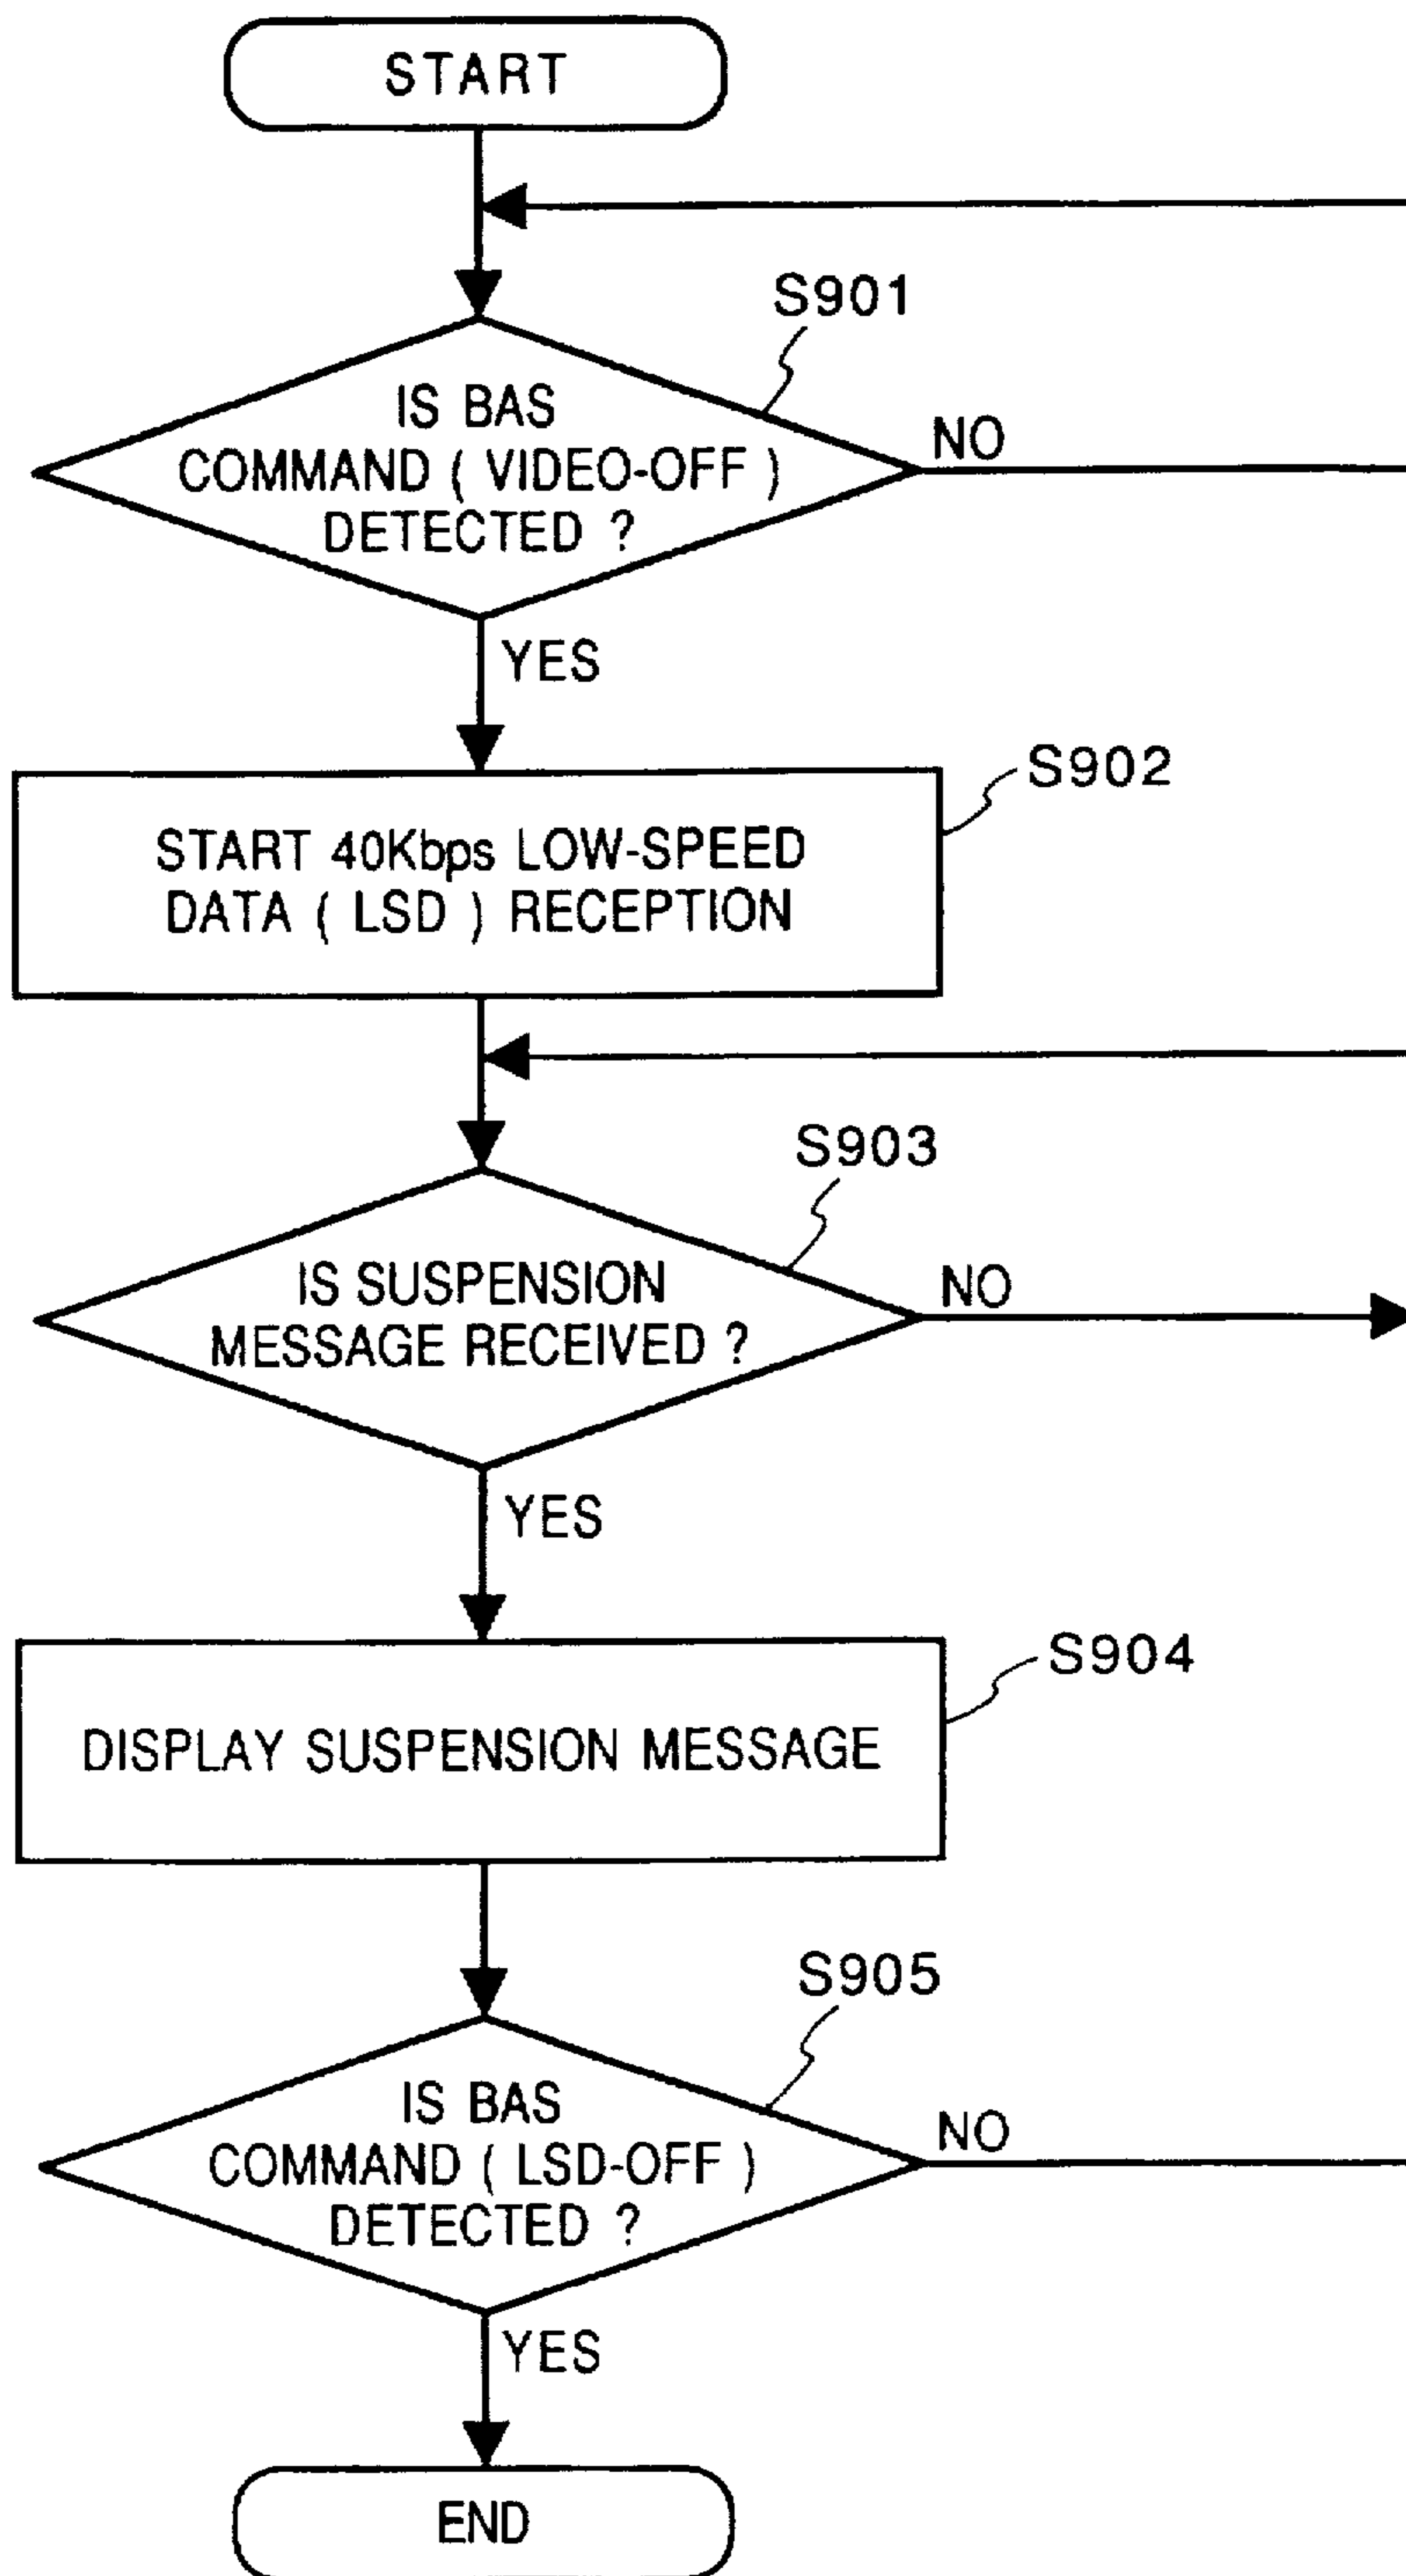 START
S901
IS BAS
COMMAND ( VIDEO-OFF )
DETECTED ?
NO
YES
S902
START 40Kbps LOW-SPEED
DATA ( LSD ) RECEPTION
S903
IS SUSPENSION
MESSAGE RECEIVED ?
NO
YES
S904
DISPLAY SUSPENSION MESSAGE
S905
IS BAS
COMMAND ( LSD-OFF )
DETECTED ?
NO
YES
END